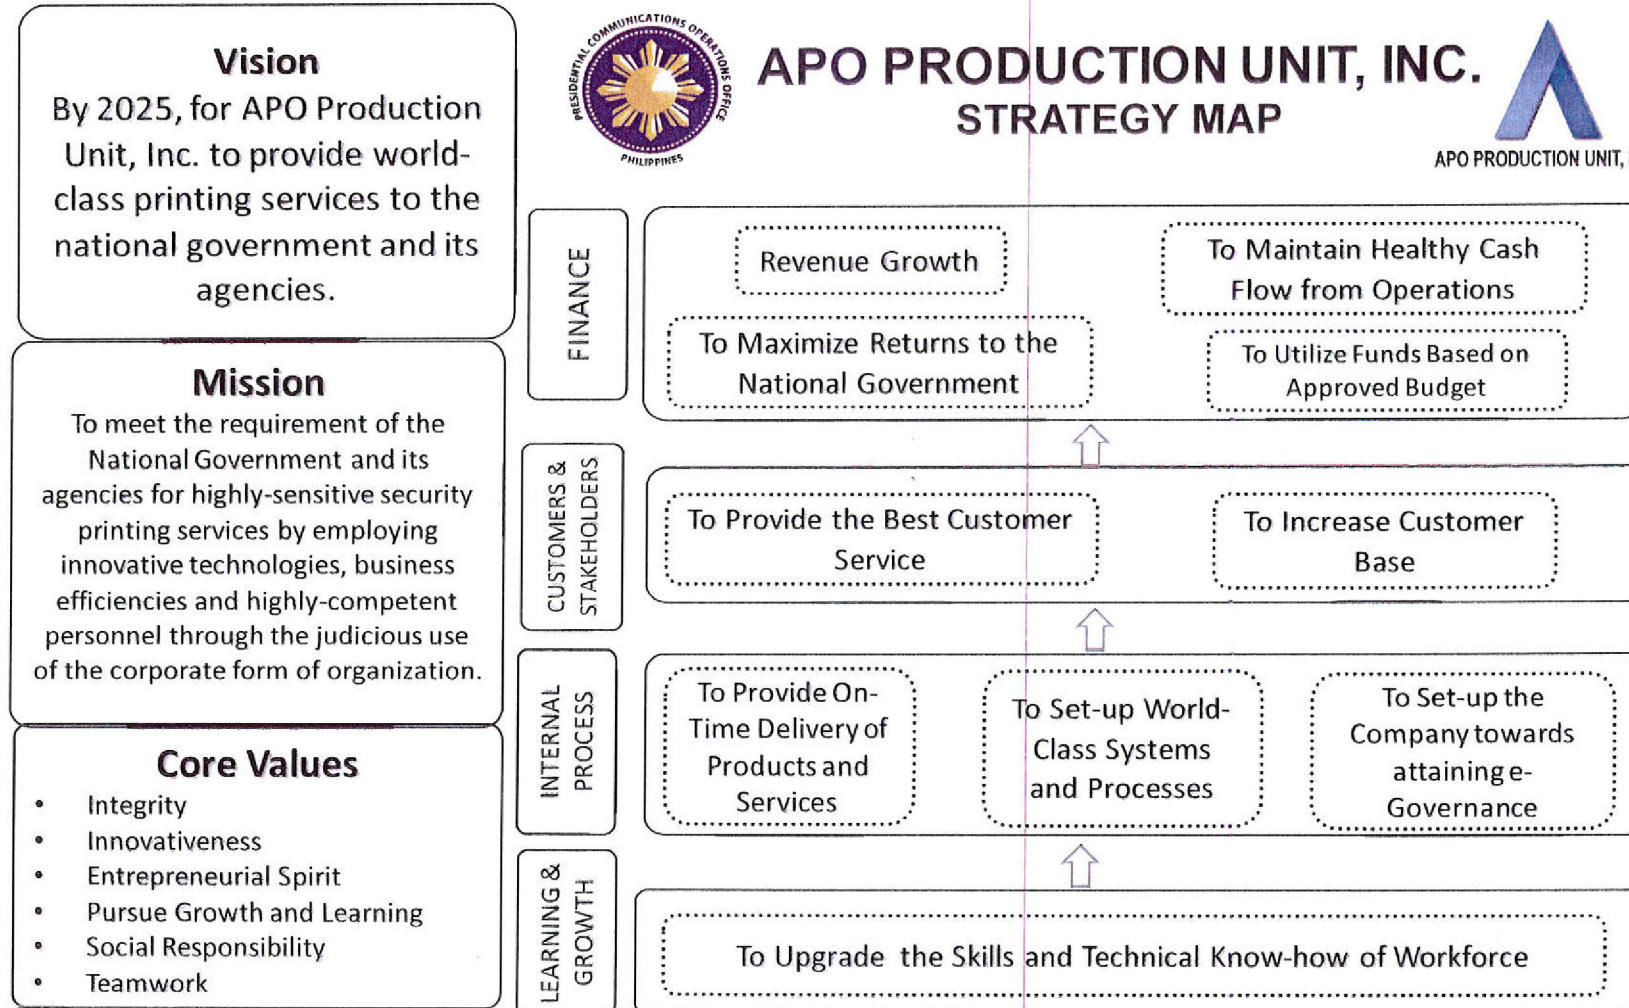 Vision
By 2025, for APO Production
Unit, Inc. to provide world-
class printing services to the
national government and its
agencies.
Mission
To meet the requirement of the
National Government and its
agencies for highly-sensitive security
printing services by employing
innovative technologies, business
efficiencies and highly-competent
personnel through the judicious use
of the corporate form of organization.
Core Values
• Integrity
• Innovativeness
• Entrepreneurial Spirit
• Pursue Growth and Learning
• Social Responsibility
• Teamwork
PRESIDENTIAL COMMUNICATIONS OPERATIONS OFFICE
PHILIPPINES
APO PRODUCTION UNIT, INC.
STRATEGY MAP
APO PRODUCTION UNIT,
FINANCE
Revenue Growth
To Maintain Healthy Cash
Flow from Operations
To Maximize Returns to the
National Government
To Utilize Funds Based on
Approved Budget
CUSTOMERS &
STAKEHOLDERS
To Provide the Best Customer
Service
To Increase Customer
Base
INTERNAL
PROCESS
To Provide On-
Time Delivery of
Products and
Services
To Set-up World-
Class Systems
and Processes
To Set-up the
Company towards
attaining e-
Governance
LEARNING &
GROWTH
To Upgrade the Skills and Technical Know-how of Workforce